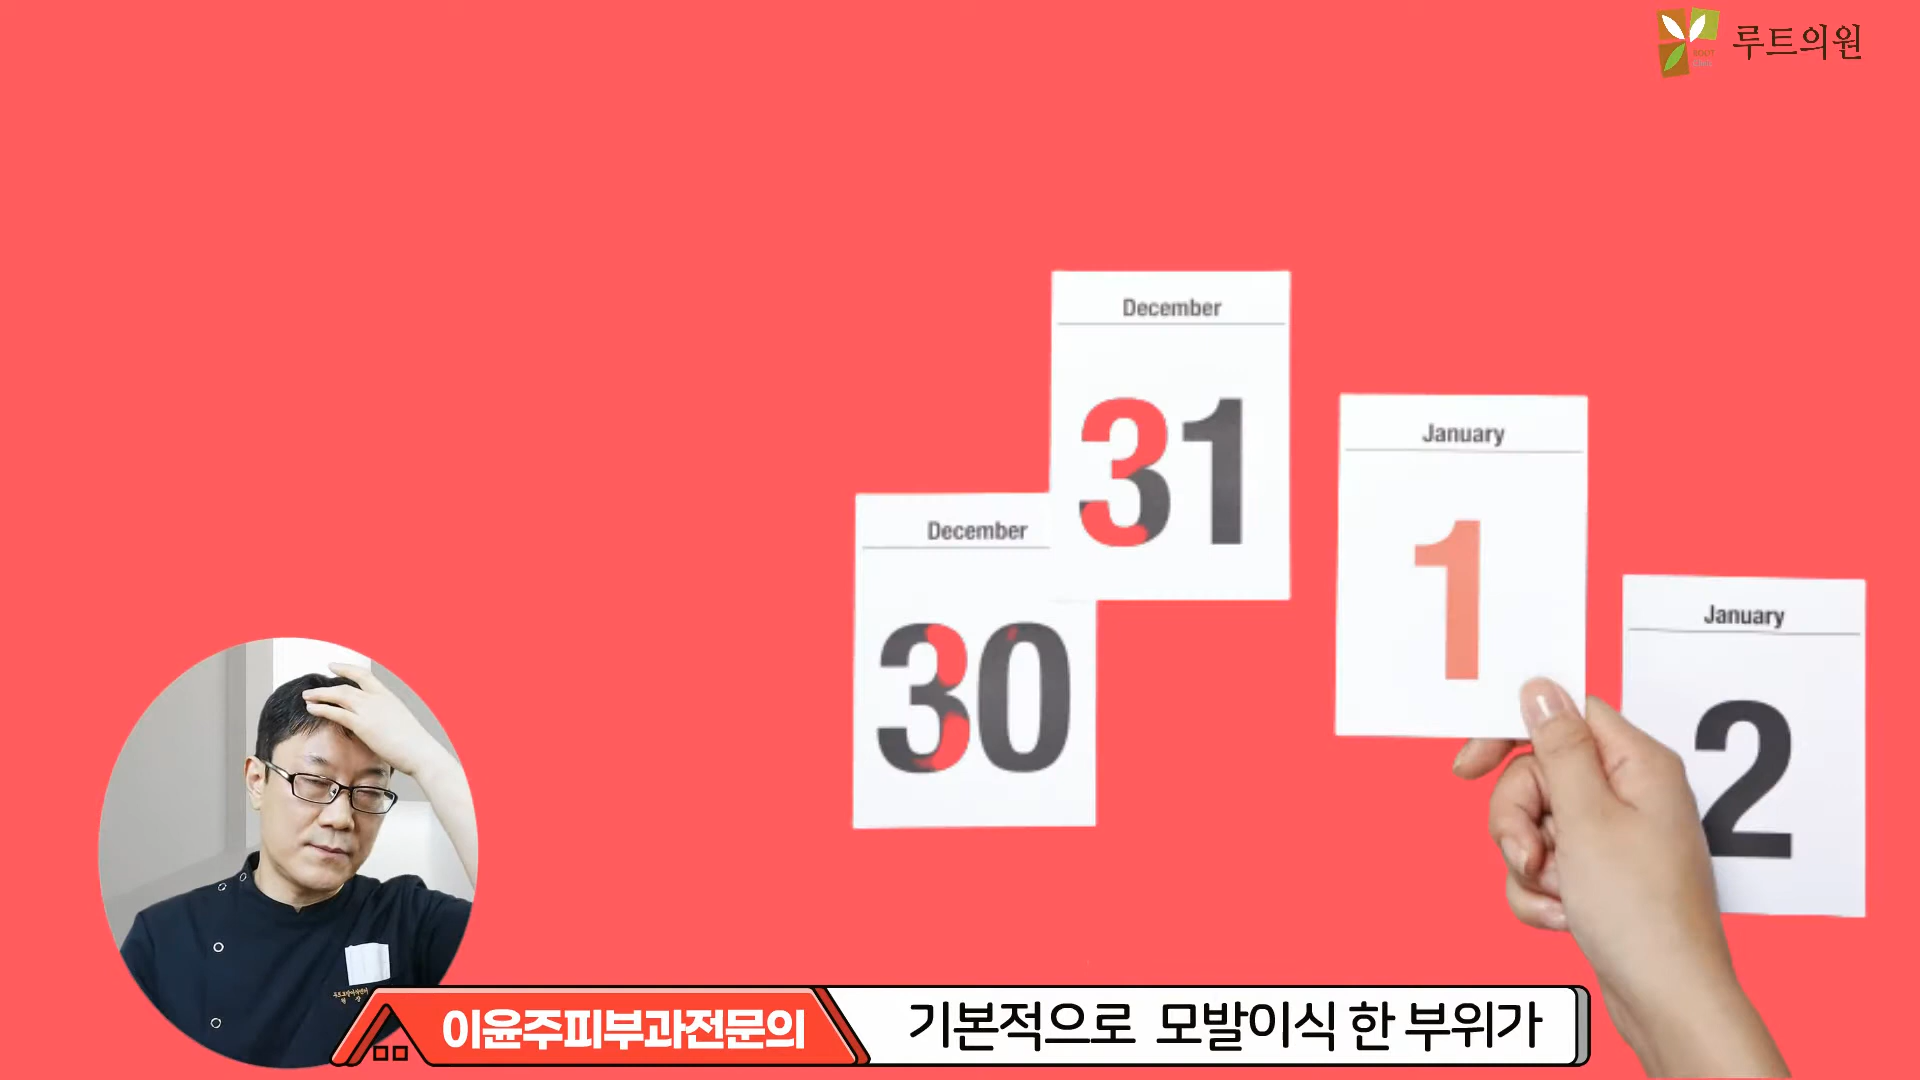 루트의원
December
31
January
1
December
30
January
2
이윤주피부과전문의
기본적으로 모발이식 한 부위가